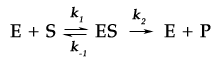 E + S k₁ ⇌ k₋₁ ES k₂ → E + P